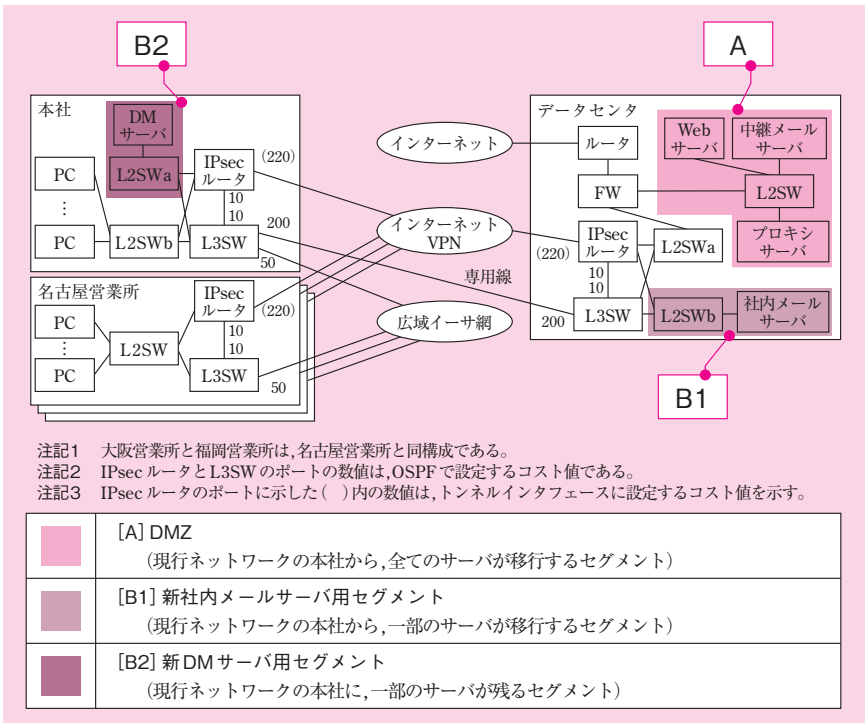 B2
A
本社
DM
サーバ
L2SWa
IPsec
ルータ
(220)
PC
⋮
PC
L2SWb
L3SW
10
10
200
50
名古屋営業所
PC
⋮
PC
L2SW
IPsec
ルータ
(220)
10
10
L3SW
50
インターネット
インターネット
VPN
専用線
広域イーサ網
データセンタ
ルータ
Web
サーバ
中継メール
サーバ
FW
L2SW
プロキシ
サーバ
IPsec
ルータ
(220)
L2SWa
10
10
200
L3SW
L2SWb
社内メール
サーバ
B1
注記1 大阪営業所と福岡営業所は,名古屋営業所と同構成である。
注記2 IPsec ルータと L3SW のポートの数値は,OSPF で設定するコスト値である。
注記3 IPsec ルータのポートに示した( )内の数値は,トンネルインタフェースに設定するコスト値を示す。
[A] DMZ
(現行ネットワークの本社から,全てのサーバが移行するセグメント)
[B1] 新社内メールサーバ用セグメント
(現行ネットワークの本社から,一部のサーバが移行するセグメント)
[B2] 新DMサーバ用セグメント
(現行ネットワークの本社に,一部のサーバが残るセグメント)